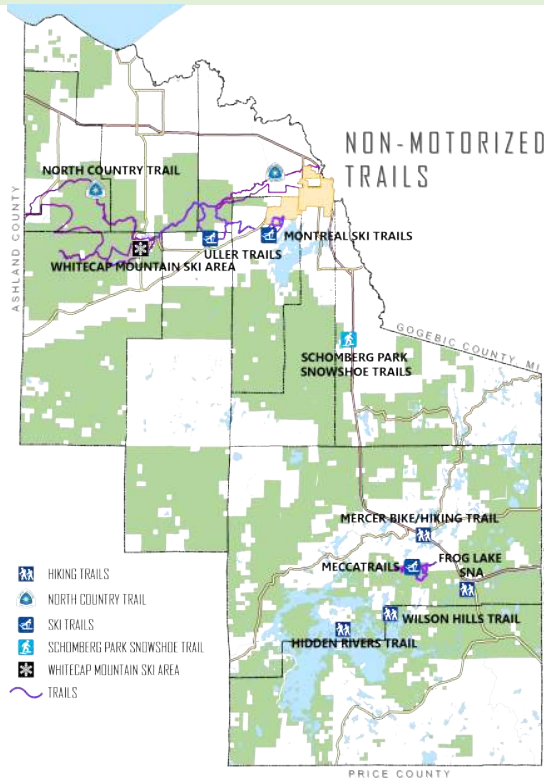 NON-MOTORIZED
TRAILS
NORTH COUNTRY TRAIL
ASHLAND COUNTY
MONTREAL SKI TRAILS
ULLER TRAILS
WHITECAP MOUNTAIN SKI AREA
GOGEBIC COUNTY, MI
SCHOMBERG PARK
SNOWSHOE TRAILS
MERCER BIKE/HIKING TRAIL
MECCATRAILS
FROG LAKE
SNA
WILSON HILLS TRAIL
HIDDEN RIVERS TRAIL
HIKING TRAILS
NORTH COUNTRY TRAIL
SKI TRAILS
SCHOMBERG PARK SNOWSHOE TRAIL
WHITECAP MOUNTAIN SKI AREA
TRAILS
PRICE COUNTY